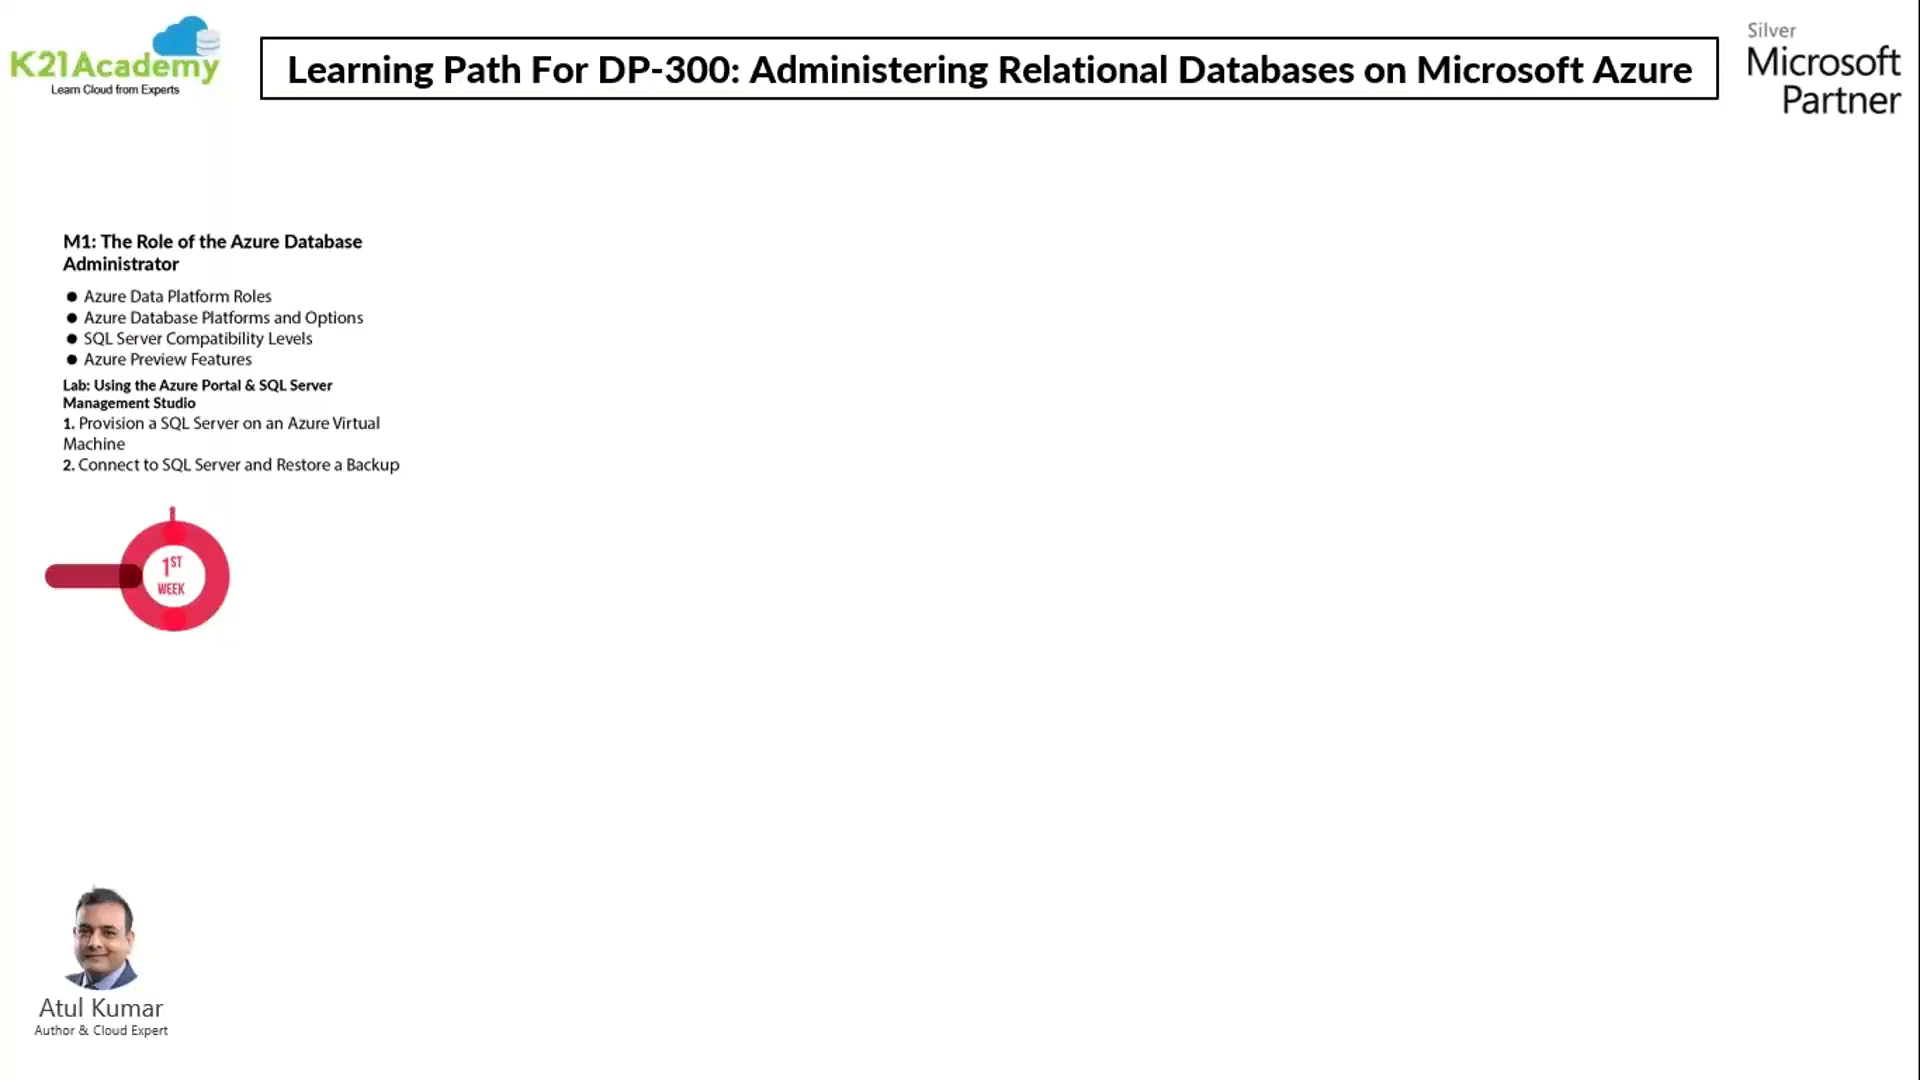 K21Academy
Learn Cloud from Experts
Learning Path For DP-300: Administering Relational Databases on Microsoft Azure
Silver
Microsoft
Partner
M1: The Role of the Azure Database
Administrator
● Azure Data Platform Roles
● Azure Database Platforms and Options
● SQL Server Compatibility Levels
● Azure Preview Features
Lab: Using the Azure Portal & SQL Server
Management Studio
1. Provision a SQL Server on an Azure Virtual
Machine
2. Connect to SQL Server and Restore a Backup
1ST
WEEK
Atul Kumar
Author & Cloud Expert